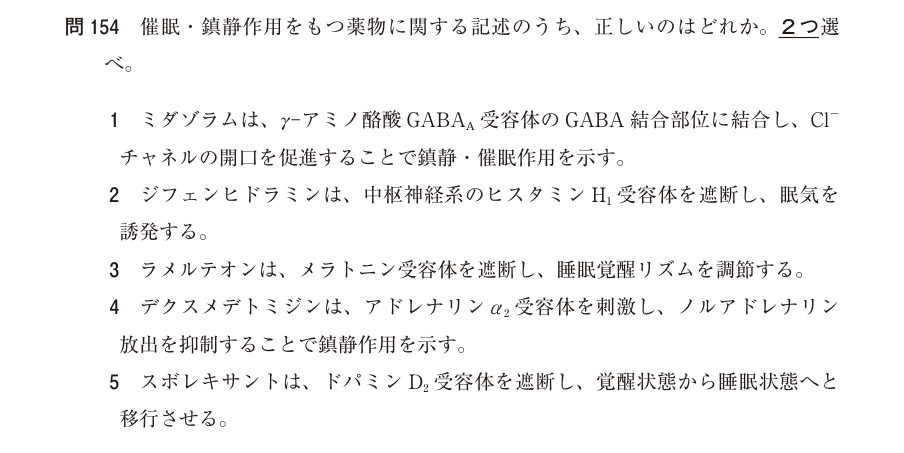 問 154　催眠・鎮静作用をもつ薬物に関する記述のうち、正しいのはどれか。２つ選
べ。
1　ミダゾラムは、γ-アミノ酪酸 GABAA 受容体の GABA 結合部位に結合し、Cl−
チャネルの開口を促進することで鎮静・催眠作用を示す。
2　ジフェンヒドラミンは、中枢神経系のヒスタミン H1 受容体を遮断し、眠気を
誘発する。
3　ラメルテオンは、メラトニン受容体を遮断し、睡眠覚醒リズムを調節する。
4　デクスメデトミジンは、アドレナリン α2 受容体を刺激し、ノルアドレナリン
放出を抑制することで鎮静作用を示す。
5　スボレキサントは、ドパミン D2 受容体を遮断し、覚醒状態から睡眠状態へと
移行させる。